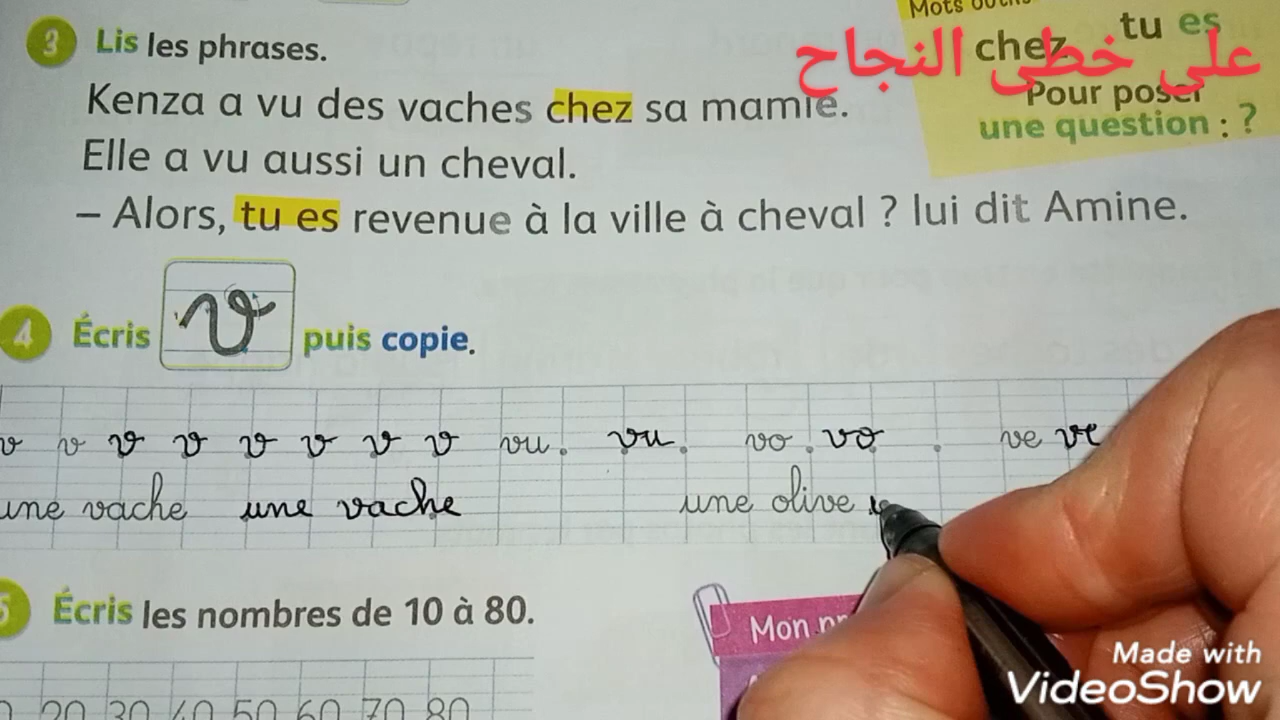 Mots
3 Lis les phrases.
chez tu es
على خطى النجاح
Kenza a vu des vaches chez sa mamie.
Pour poser
une question : ?
Elle a vu aussi un cheval.
– Alors, tu es revenue à la ville à cheval ? lui dit Amine.
4 Écris v puis copie.
v v v v v v v v vu . vu . vo . vo . ve ve
une vache une vache une olive
5 Écris les nombres de 10 à 80.
Mon
20 30 40 50 60 70 80
Made with
VideoShow